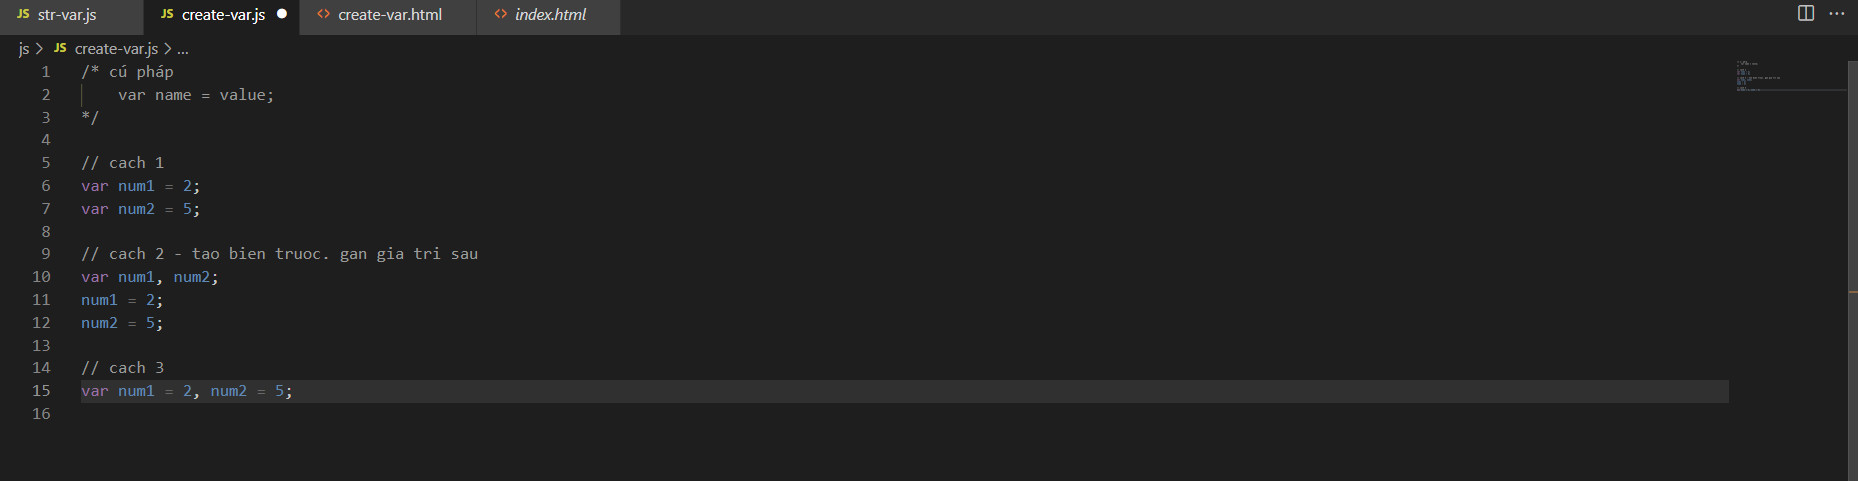 JS str-var.js JS create-var.js <> create-var.html <> index.html
js > JS create-var.js > ...
1 /* cú pháp
2 var name = value;
3 */
4
5 // cach 1
6 var num1 = 2;
7 var num2 = 5;
8
9 // cach 2 - tao bien truoc. gan gia tri sau
10 var num1, num2;
11 num1 = 2;
12 num2 = 5;
13
14 // cach 3
15 var num1 = 2, num2 = 5;
16